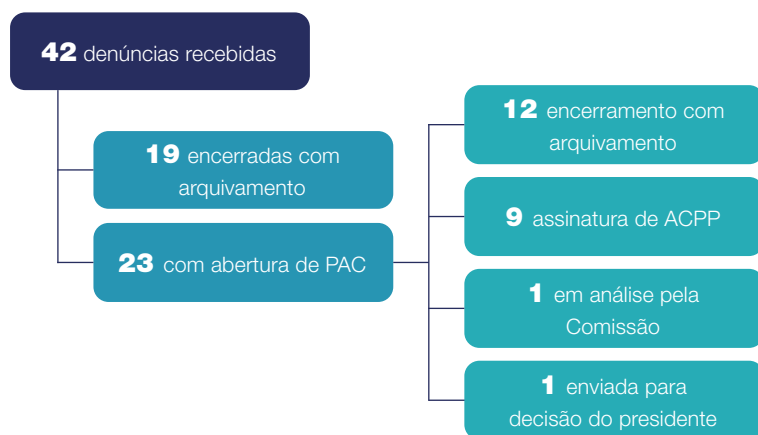 42 denúncias recebidas
19 encerradas com
arquivamento
23 com abertura de PAC
12 encerramento com
arquivamento
9 assinatura de ACPP
1 em análise pela
Comissão
1 enviada para
decisão do presidente